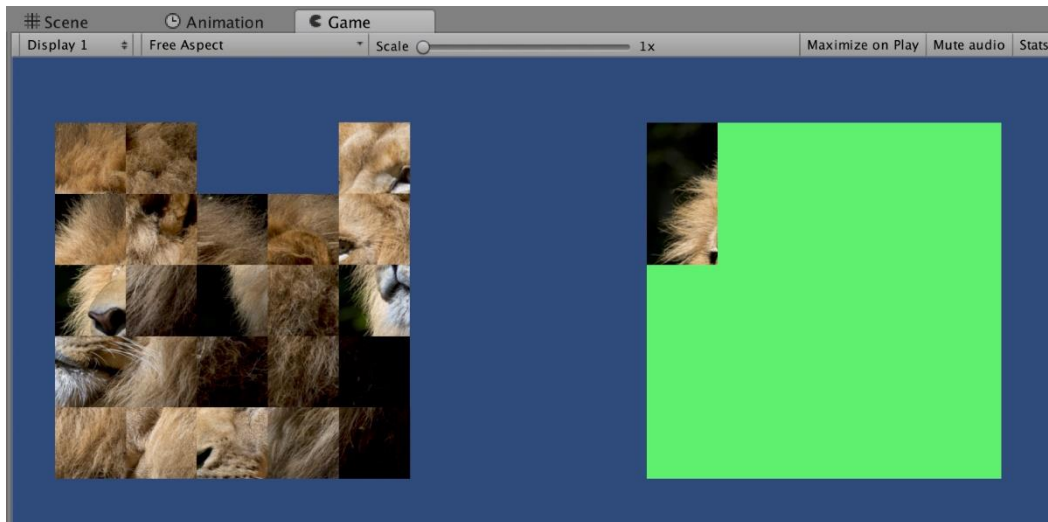 Scene Animation Game
Display 1 Free Aspect Scale 1x Maximize on Play Mute audio Stats